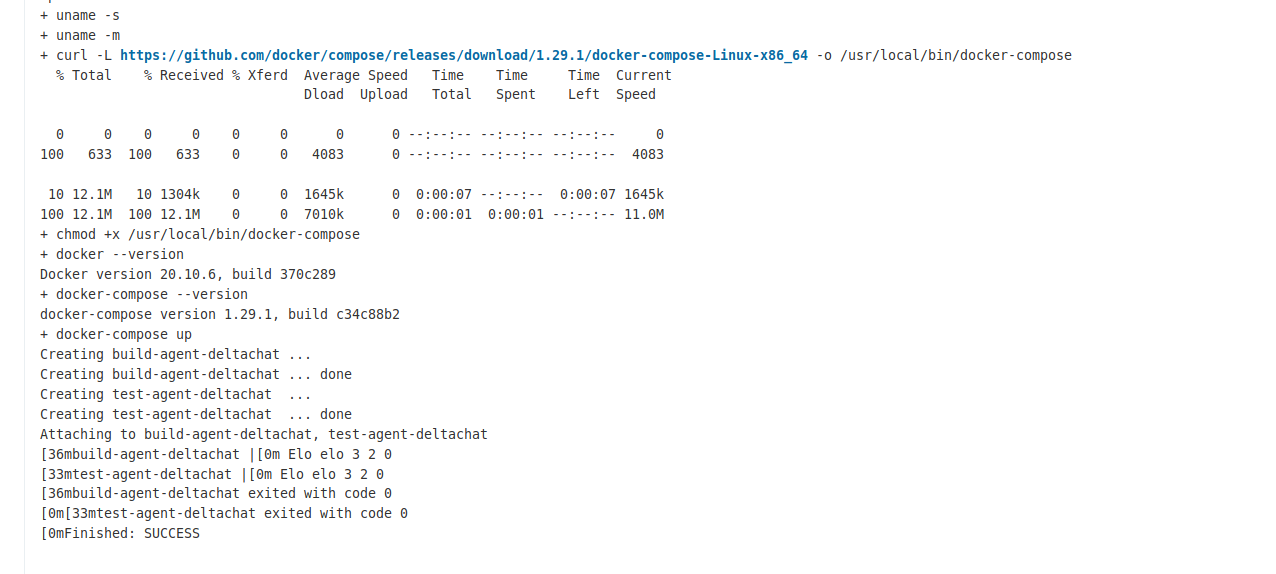 + uname -s
+ uname -m
+ curl -L https://github.com/docker/compose/releases/download/1.29.1/docker-compose-Linux-x86_64 -o /usr/local/bin/docker-compose
  % Total    % Received % Xferd  Average Speed   Time    Time     Time  Current
                                 Dload  Upload   Total   Spent    Left  Speed
  0     0    0     0    0     0      0      0 --:--:-- --:--:-- --:--:--     0
100   633  100   633    0     0   4083      0 --:--:-- --:--:-- --:--:--  4083
 10 12.1M   10 1304k    0     0  1645k      0  0:00:07 --:--:--  0:00:07 1645k
100 12.1M  100 12.1M    0     0  7010k      0  0:00:01  0:00:01 --:--:-- 11.0M
+ chmod +x /usr/local/bin/docker-compose
+ docker --version
Docker version 20.10.6, build 370c289
+ docker-compose --version
docker-compose version 1.29.1, build c34c88b2
+ docker-compose up
Creating build-agent-deltachat ...
Creating build-agent-deltachat ... done
Creating test-agent-deltachat  ...
Creating test-agent-deltachat  ... done
Attaching to build-agent-deltachat, test-agent-deltachat
[36mbuild-agent-deltachat |[0m Elo elo 3 2 0
[33mtest-agent-deltachat |[0m Elo elo 3 2 0
[36mbuild-agent-deltachat exited with code 0
[0m[33mtest-agent-deltachat exited with code 0
[0mFinished: SUCCESS